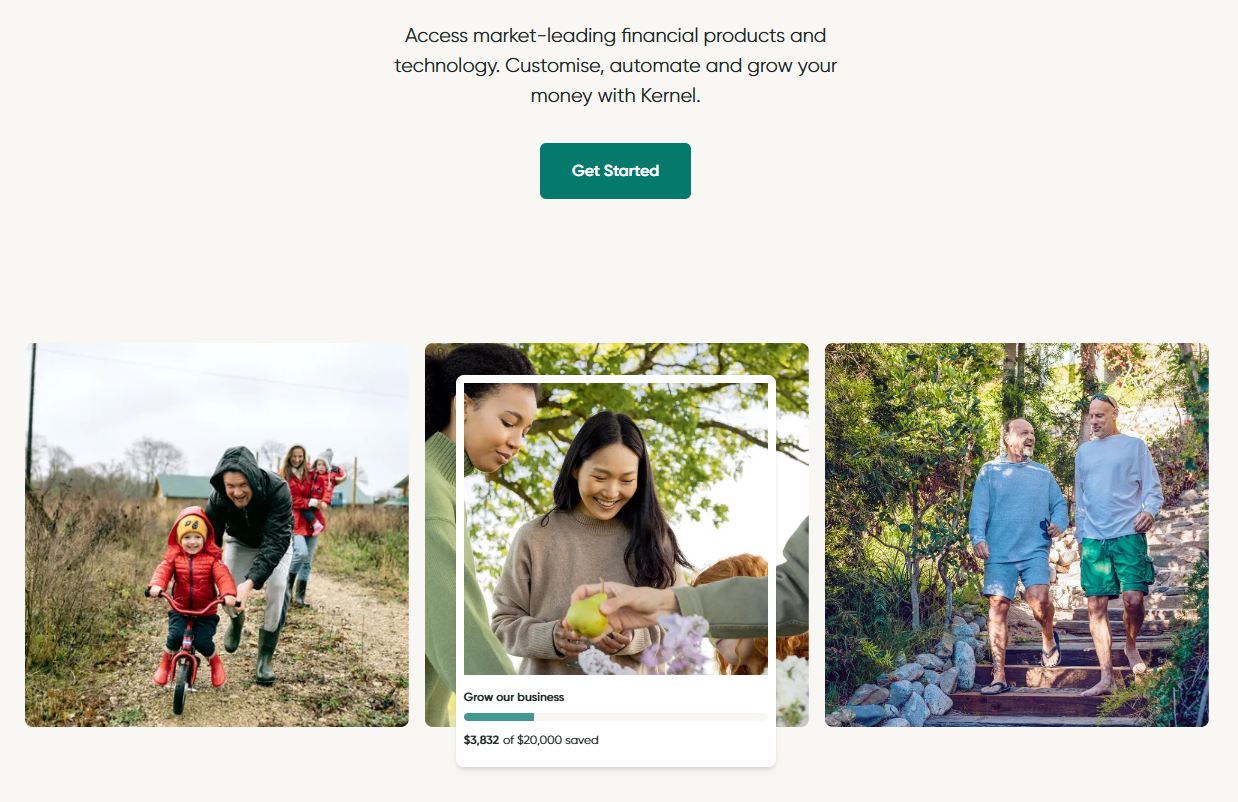 Access market-leading financial products and
technology. Customise, automate and grow your
money with Kernel.
Get Started
Grow our business
$3,832 of $20,000 saved